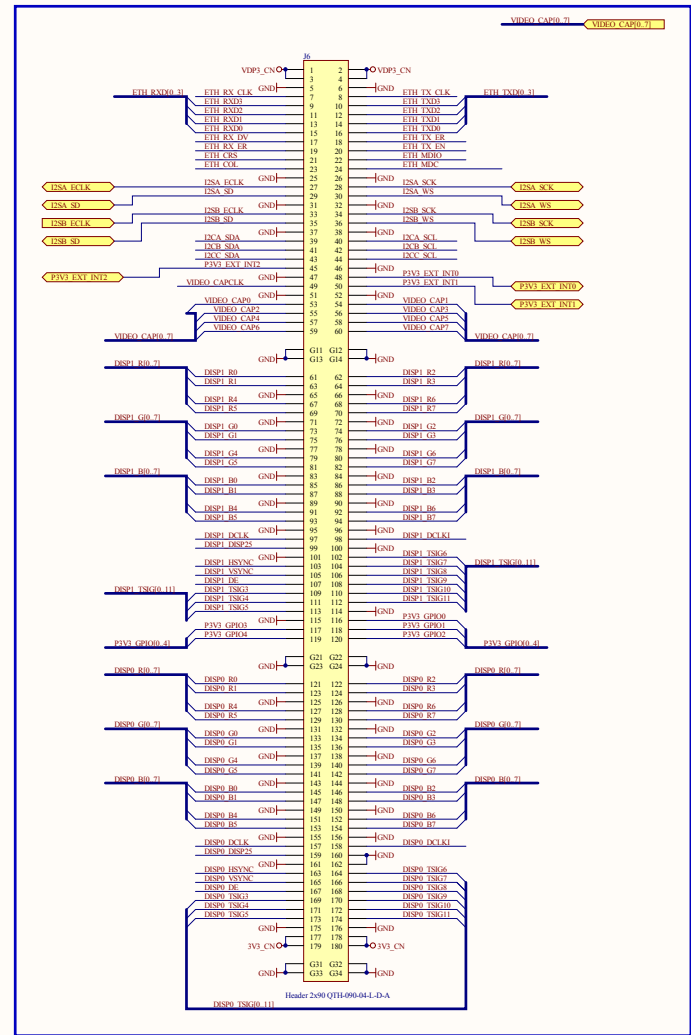 VIDEO_CAP[0..7] VIDEO_CAP[0..7]
J6
VDP3_CN 1 2 VDP3_CN
3 4
GND 5 6 GND
ETH_RXD[0..3] ETH_RX_CLK 7 8 ETH_TX_CLK ETH_TXD[0..3]
ETH_RXD3 9 10 ETH_TXD3
ETH_RXD2 11 12 ETH_TXD2
ETH_RXD1 13 14 ETH_TXD1
ETH_RXD0 15 16 ETH_TXD0
ETH_RX_DV 17 18 ETH_TX_ER
ETH_RX_ER 19 20 ETH_TX_EN
ETH_CRS 21 22 ETH_MDIO
ETH_COL 23 24 ETH_MDC
GND 25 26 GND
I2SA_ECLK I2SA_ECLK 27 28 I2SA_SCK I2SA_SCK
I2SA_SD I2SA_SD 29 30 I2SA_WS I2SA_WS
GND 31 32 GND
I2SB_ECLK I2SB_ECLK 33 34 I2SB_SCK I2SB_SCK
I2SB_SD I2SB_SD 35 36 I2SB_WS I2SB_WS
GND 37 38 GND
I2CA_SDA 39 40 I2CA_SCL
I2CB_SDA 41 42 I2CB_SCL
I2CC_SDA 43 44 I2CC_SCL
P3V3_EXT_INT2 P3V3_EXT_INT2 45 46 GND
GND 47 48 P3V3_EXT_INT0 P3V3_EXT_INT0
VIDEO_CAPCLK 49 50 P3V3_EXT_INT1 P3V3_EXT_INT1
GND 51 52 GND
VIDEO_CAP0 53 54 VIDEO_CAP1
VIDEO_CAP2 55 56 VIDEO_CAP3
VIDEO_CAP4 57 58 VIDEO_CAP5
VIDEO_CAP6 59 60 VIDEO_CAP7
VIDEO_CAP[0..7] VIDEO_CAP[0..7]
G11 G12
GND G13 G14 GND
DISP1_R[0..7] DISP1_R[0..7]
DISP1_R0 61 62 DISP1_R2
DISP1_R1 63 64 DISP1_R3
GND 65 66 GND
DISP1_R4 67 68 DISP1_R6
DISP1_R5 69 70 DISP1_R7
DISP1_G[0..7] GND 71 72 GND DISP1_G[0..7]
DISP1_G0 73 74 DISP1_G2
DISP1_G1 75 76 DISP1_G3
GND 77 78 GND
DISP1_G4 79 80 DISP1_G6
DISP1_G5 81 82 DISP1_G7
DISP1_B[0..7] GND 83 84 GND DISP1_B[0..7]
DISP1_B0 85 86 DISP1_B2
DISP1_B1 87 88 DISP1_B3
GND 89 90 GND
DISP1_B4 91 92 DISP1_B6
DISP1_B5 93 94 DISP1_B7
GND 95 96 GND
DISP1_DCLK 97 98 DISP1_DCLKI
DISP1_DISP25 99 100 GND
GND 101 102 DISP1_TSIG6
DISP1_HSYNC 103 104 DISP1_TSIG7 DISP1_TSIG[0..11]
DISP1_VSYNC 105 106 DISP1_TSIG8
DISP1_DE 107 108 DISP1_TSIG9
DISP1_TSIG[0..11] DISP1_TSIG3 109 110 DISP1_TSIG10
DISP1_TSIG4 111 112 DISP1_TSIG11
DISP1_TSIG5 113 114 GND
GND 115 116 P3V3_GPIO0
P3V3_GPIO3 117 118 P3V3_GPIO1
P3V3_GPIO4 119 120 P3V3_GPIO2
P3V3_GPIO[0..4] P3V3_GPIO[0..4]
G21 G22
GND G23 G24 GND
DISP0_R[0..7] DISP0_R[0..7]
DISP0_R0 121 122 DISP0_R2
DISP0_R1 123 124 DISP0_R3
GND 125 126 GND
DISP0_R4 127 128 DISP0_R6
DISP0_R5 129 130 DISP0_R7
DISP0_G[0..7] GND 131 132 GND DISP0_G[0..7]
DISP0_G0 133 134 DISP0_G2
DISP0_G1 135 136 DISP0_G3
GND 137 138 GND
DISP0_G4 139 140 DISP0_G6
DISP0_G5 141 142 DISP0_G7
DISP0_B[0..7] GND 143 144 GND DISP0_B[0..7]
DISP0_B0 145 146 DISP0_B2
DISP0_B1 147 148 DISP0_B3
GND 149 150 GND
DISP0_B4 151 152 DISP0_B6
DISP0_B5 153 154 DISP0_B7
GND 155 156 GND
DISP0_DCLK 157 158 DISP0_DCLKI
DISP0_DISP25 159 160 GND
GND 161 162
DISP0_HSYNC 163 164 DISP0_TSIG6
DISP0_VSYNC 165 166 DISP0_TSIG7
DISP0_DE 167 168 DISP0_TSIG8
DISP0_TSIG3 169 170 DISP0_TSIG9
DISP0_TSIG4 171 172 DISP0_TSIG10
DISP0_TSIG5 173 174 DISP0_TSIG11
GND 175 176 GND
177 178
3V3_CN 179 180 3V3_CN
G31 G32
GND G33 G34 GND
Header 2x90 QTH-090-04-L-D-A
DISP0_TSIG[0..11]